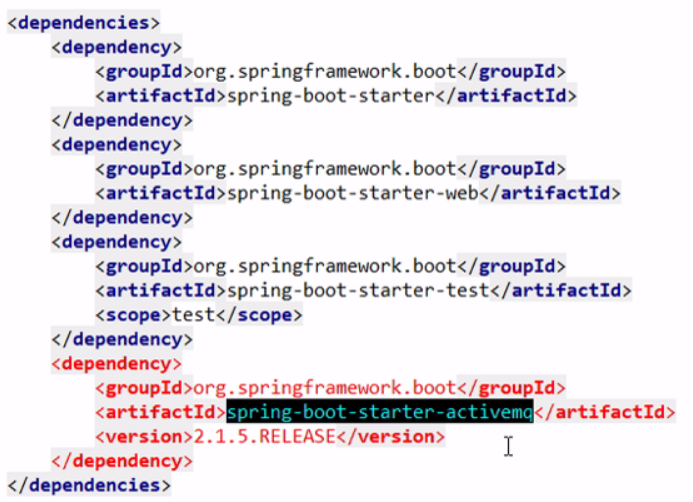 <dependencies>
    <dependency>
        <groupId>org.springframework.boot</groupId>
        <artifactId>spring-boot-starter</artifactId>
    </dependency>
    <dependency>
        <groupId>org.springframework.boot</groupId>
        <artifactId>spring-boot-starter-web</artifactId>
    </dependency>
    <dependency>
        <groupId>org.springframework.boot</groupId>
        <artifactId>spring-boot-starter-test</artifactId>
        <scope>test</scope>
    </dependency>
    <dependency>
        <groupId>org.springframework.boot</groupId>
        <artifactId>spring-boot-starter-activemq</artifactId>
        <version>2.1.5.RELEASE</version>
    </dependency>
</dependencies>